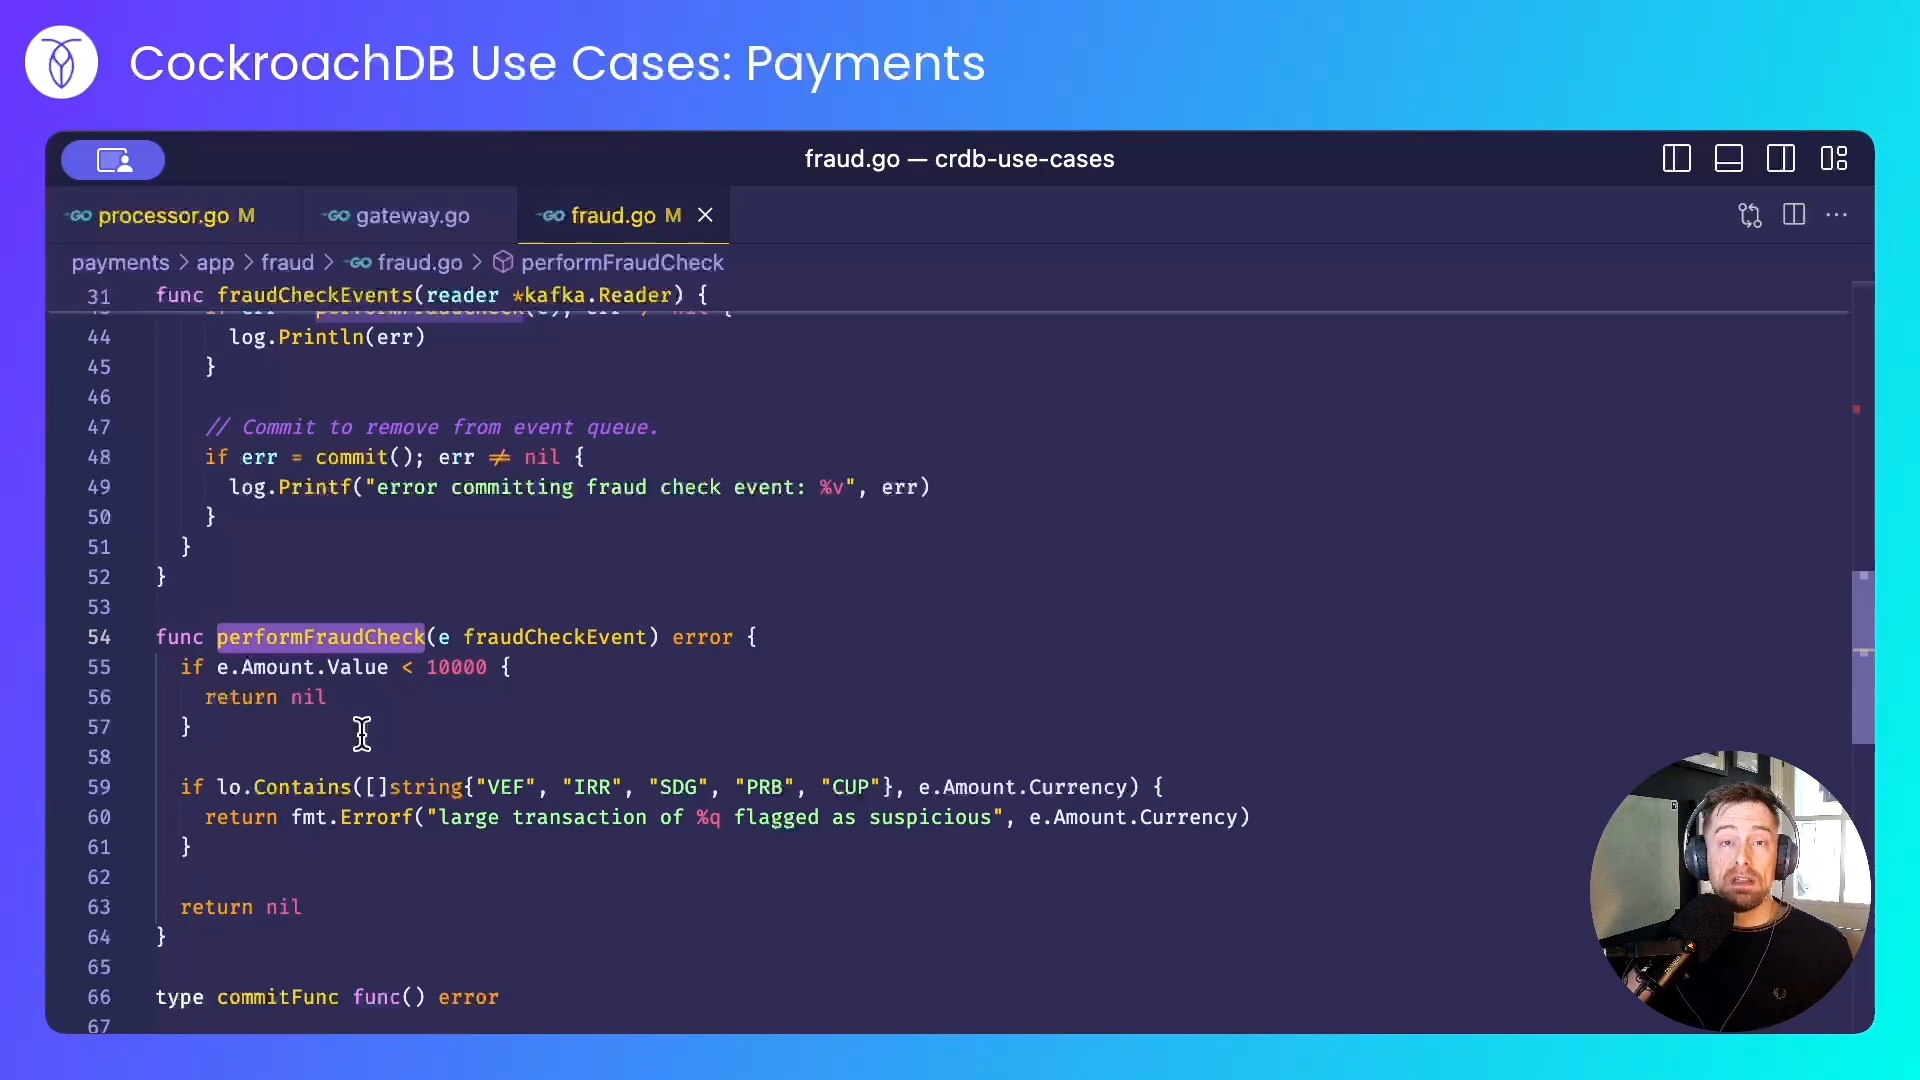 CockroachDB Use Cases: Payments
fraud.go — crdb-use-cases
GO processor.go M GO gateway.go GO fraud.go M
payments > app > fraud > GO fraud.go > performFraudCheck
31 func fraudCheckEvents(reader *kafka.Reader) {
44 log.Println(err)
45 }
46
47 // Commit to remove from event queue.
48 if err = commit(); err ≠ nil {
49 log.Printf("error committing fraud check event: %v", err)
50 }
51 }
52 }
53
54 func performFraudCheck(e fraudCheckEvent) error {
55 if e.Amount.Value < 10000 {
56 return nil
57 }
58
59 if lo.Contains([]string{"VEF", "IRR", "SDG", "PRB", "CUP"}, e.Amount.Currency) {
60 return fmt.Errorf("large transaction of %q flagged as suspicious", e.Amount.Currency)
61 }
62
63 return nil
64 }
65
66 type commitFunc func() error
67